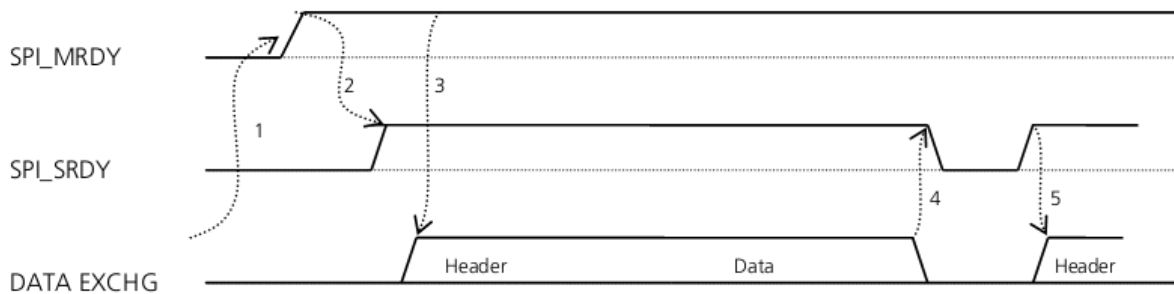 SPI_MRDY
2
3
1
SPI_SRDY
4
5
Header
Data
Header
DATA EXCHG